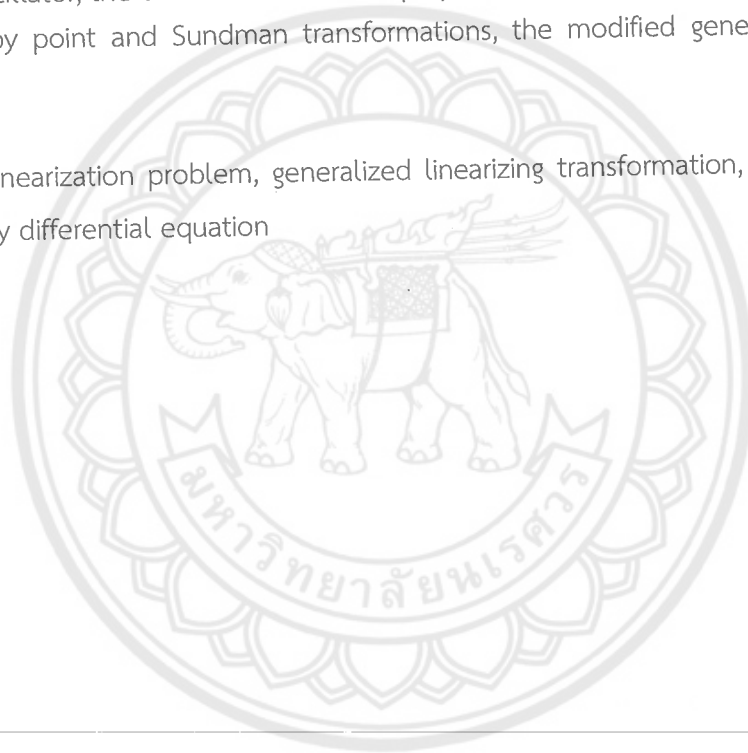 by point and Sundman transformations, the modified gene
nearization problem, generalized linearizing transformation,
y differential equation
มหาวิทยาลัยนเรศวร